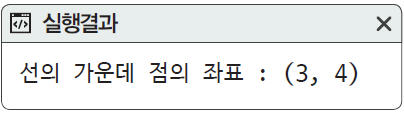 실행결과
선의 가운데 점의 좌표 : (3, 4)